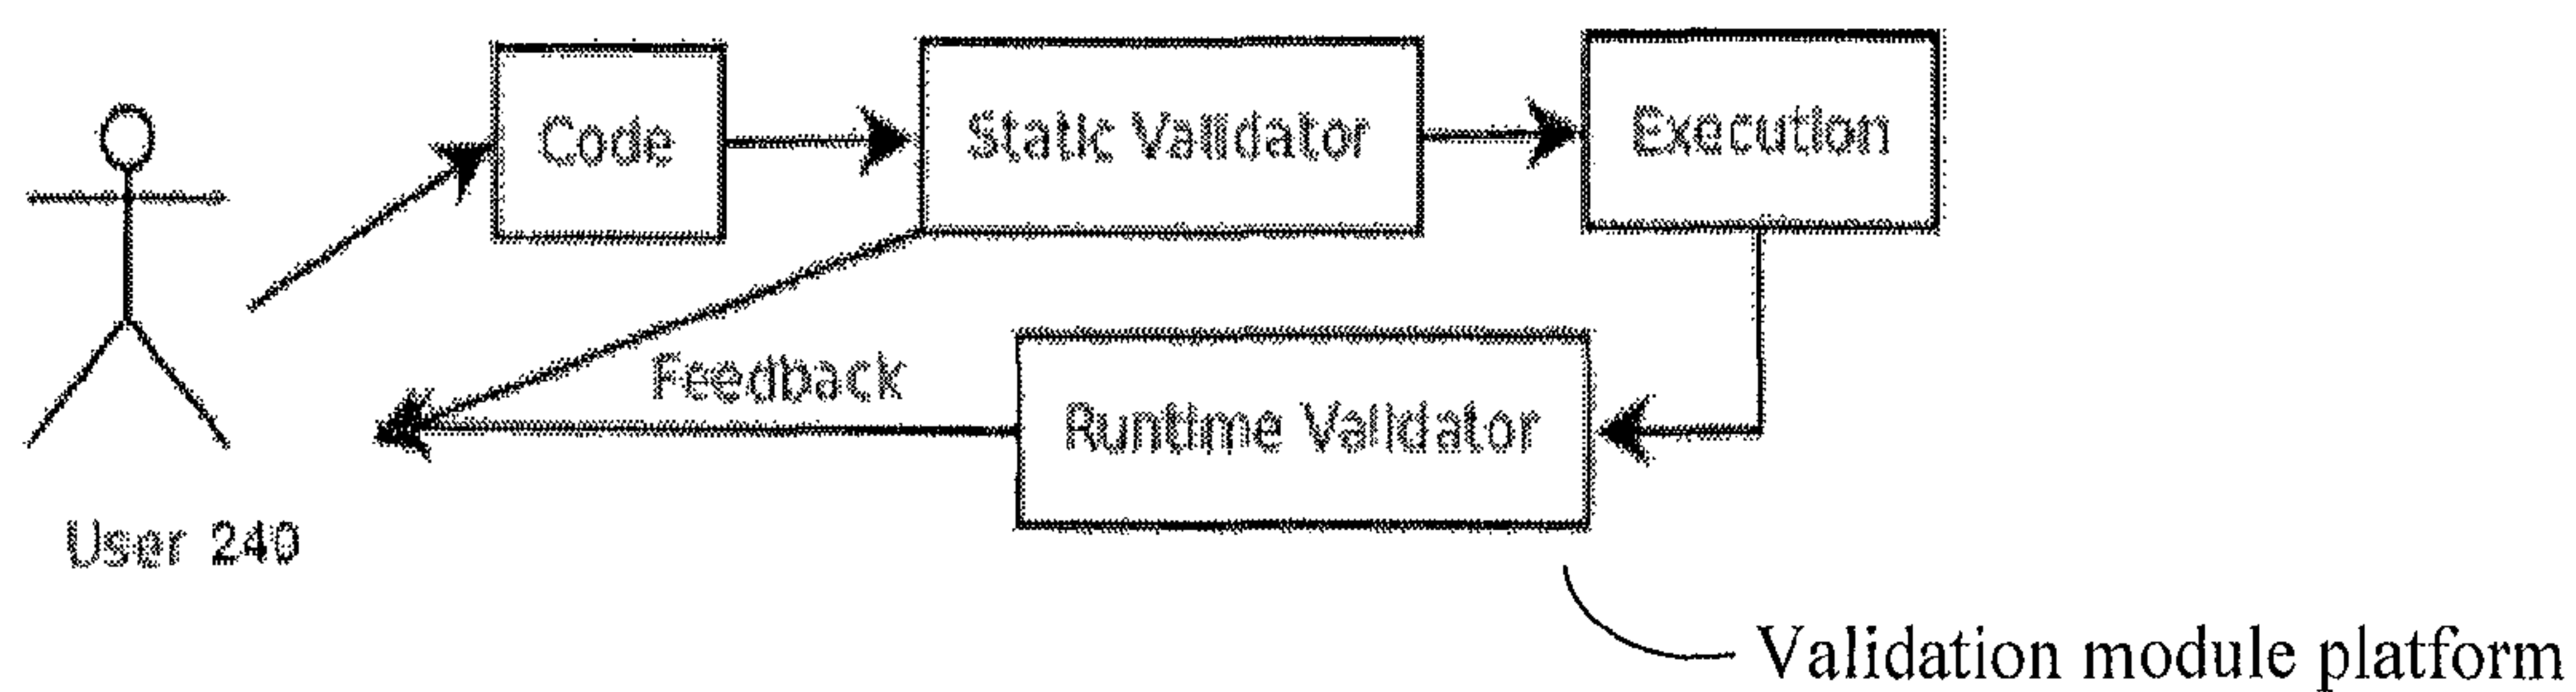 Code
Static Validator
Execution
Feedback
Runtime Validator
User 240
Validation module platform